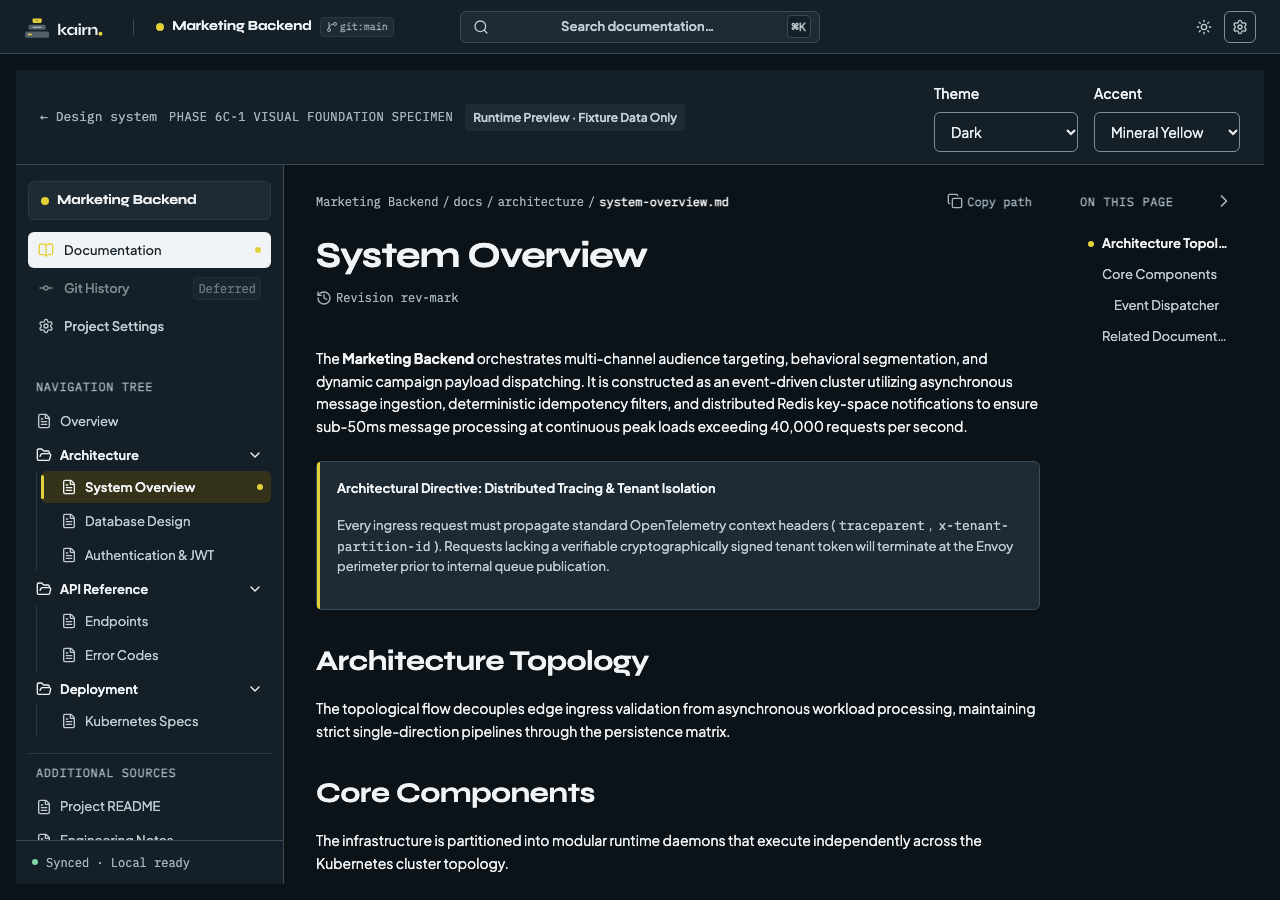 kairn.
Marketing Backend
git:main
Search documentation…
⌘K
← Design system
PHASE 6C-1 VISUAL FOUNDATION SPECIMEN
Runtime Preview · Fixture Data Only
Theme
Dark
Accent
Mineral Yellow
Marketing Backend
Documentation
Git History
Deferred
Project Settings
NAVIGATION TREE
Overview
Architecture
System Overview
Database Design
Authentication & JWT
API Reference
Endpoints
Error Codes
Deployment
Kubernetes Specs
ADDITIONAL SOURCES
Project README
Engineering Notes
Synced · Local ready
Marketing Backend / docs / architecture / system-overview.md
Copy path
System Overview
Revision rev-mark
The Marketing Backend orchestrates multi-channel audience targeting, behavioral segmentation, and
dynamic campaign payload dispatching. It is constructed as an event-driven cluster utilizing asynchronous
message ingestion, deterministic idempotency filters, and distributed Redis key-space notifications to ensure
sub-50ms message processing at continuous peak loads exceeding 40,000 requests per second.
Architectural Directive: Distributed Tracing & Tenant Isolation
Every ingress request must propagate standard OpenTelemetry context headers ( traceparent , x-tenant-
partition-id ). Requests lacking a verifiable cryptographically signed tenant token will terminate at the Envoy
perimeter prior to internal queue publication.
Architecture Topology
The topological flow decouples edge ingress validation from asynchronous workload processing, maintaining
strict single-direction pipelines through the persistence matrix.
Core Components
The infrastructure is partitioned into modular runtime daemons that execute independently across the
Kubernetes cluster topology.
ON THIS PAGE
Architecture Topol…
Core Components
Event Dispatcher
Related Document…